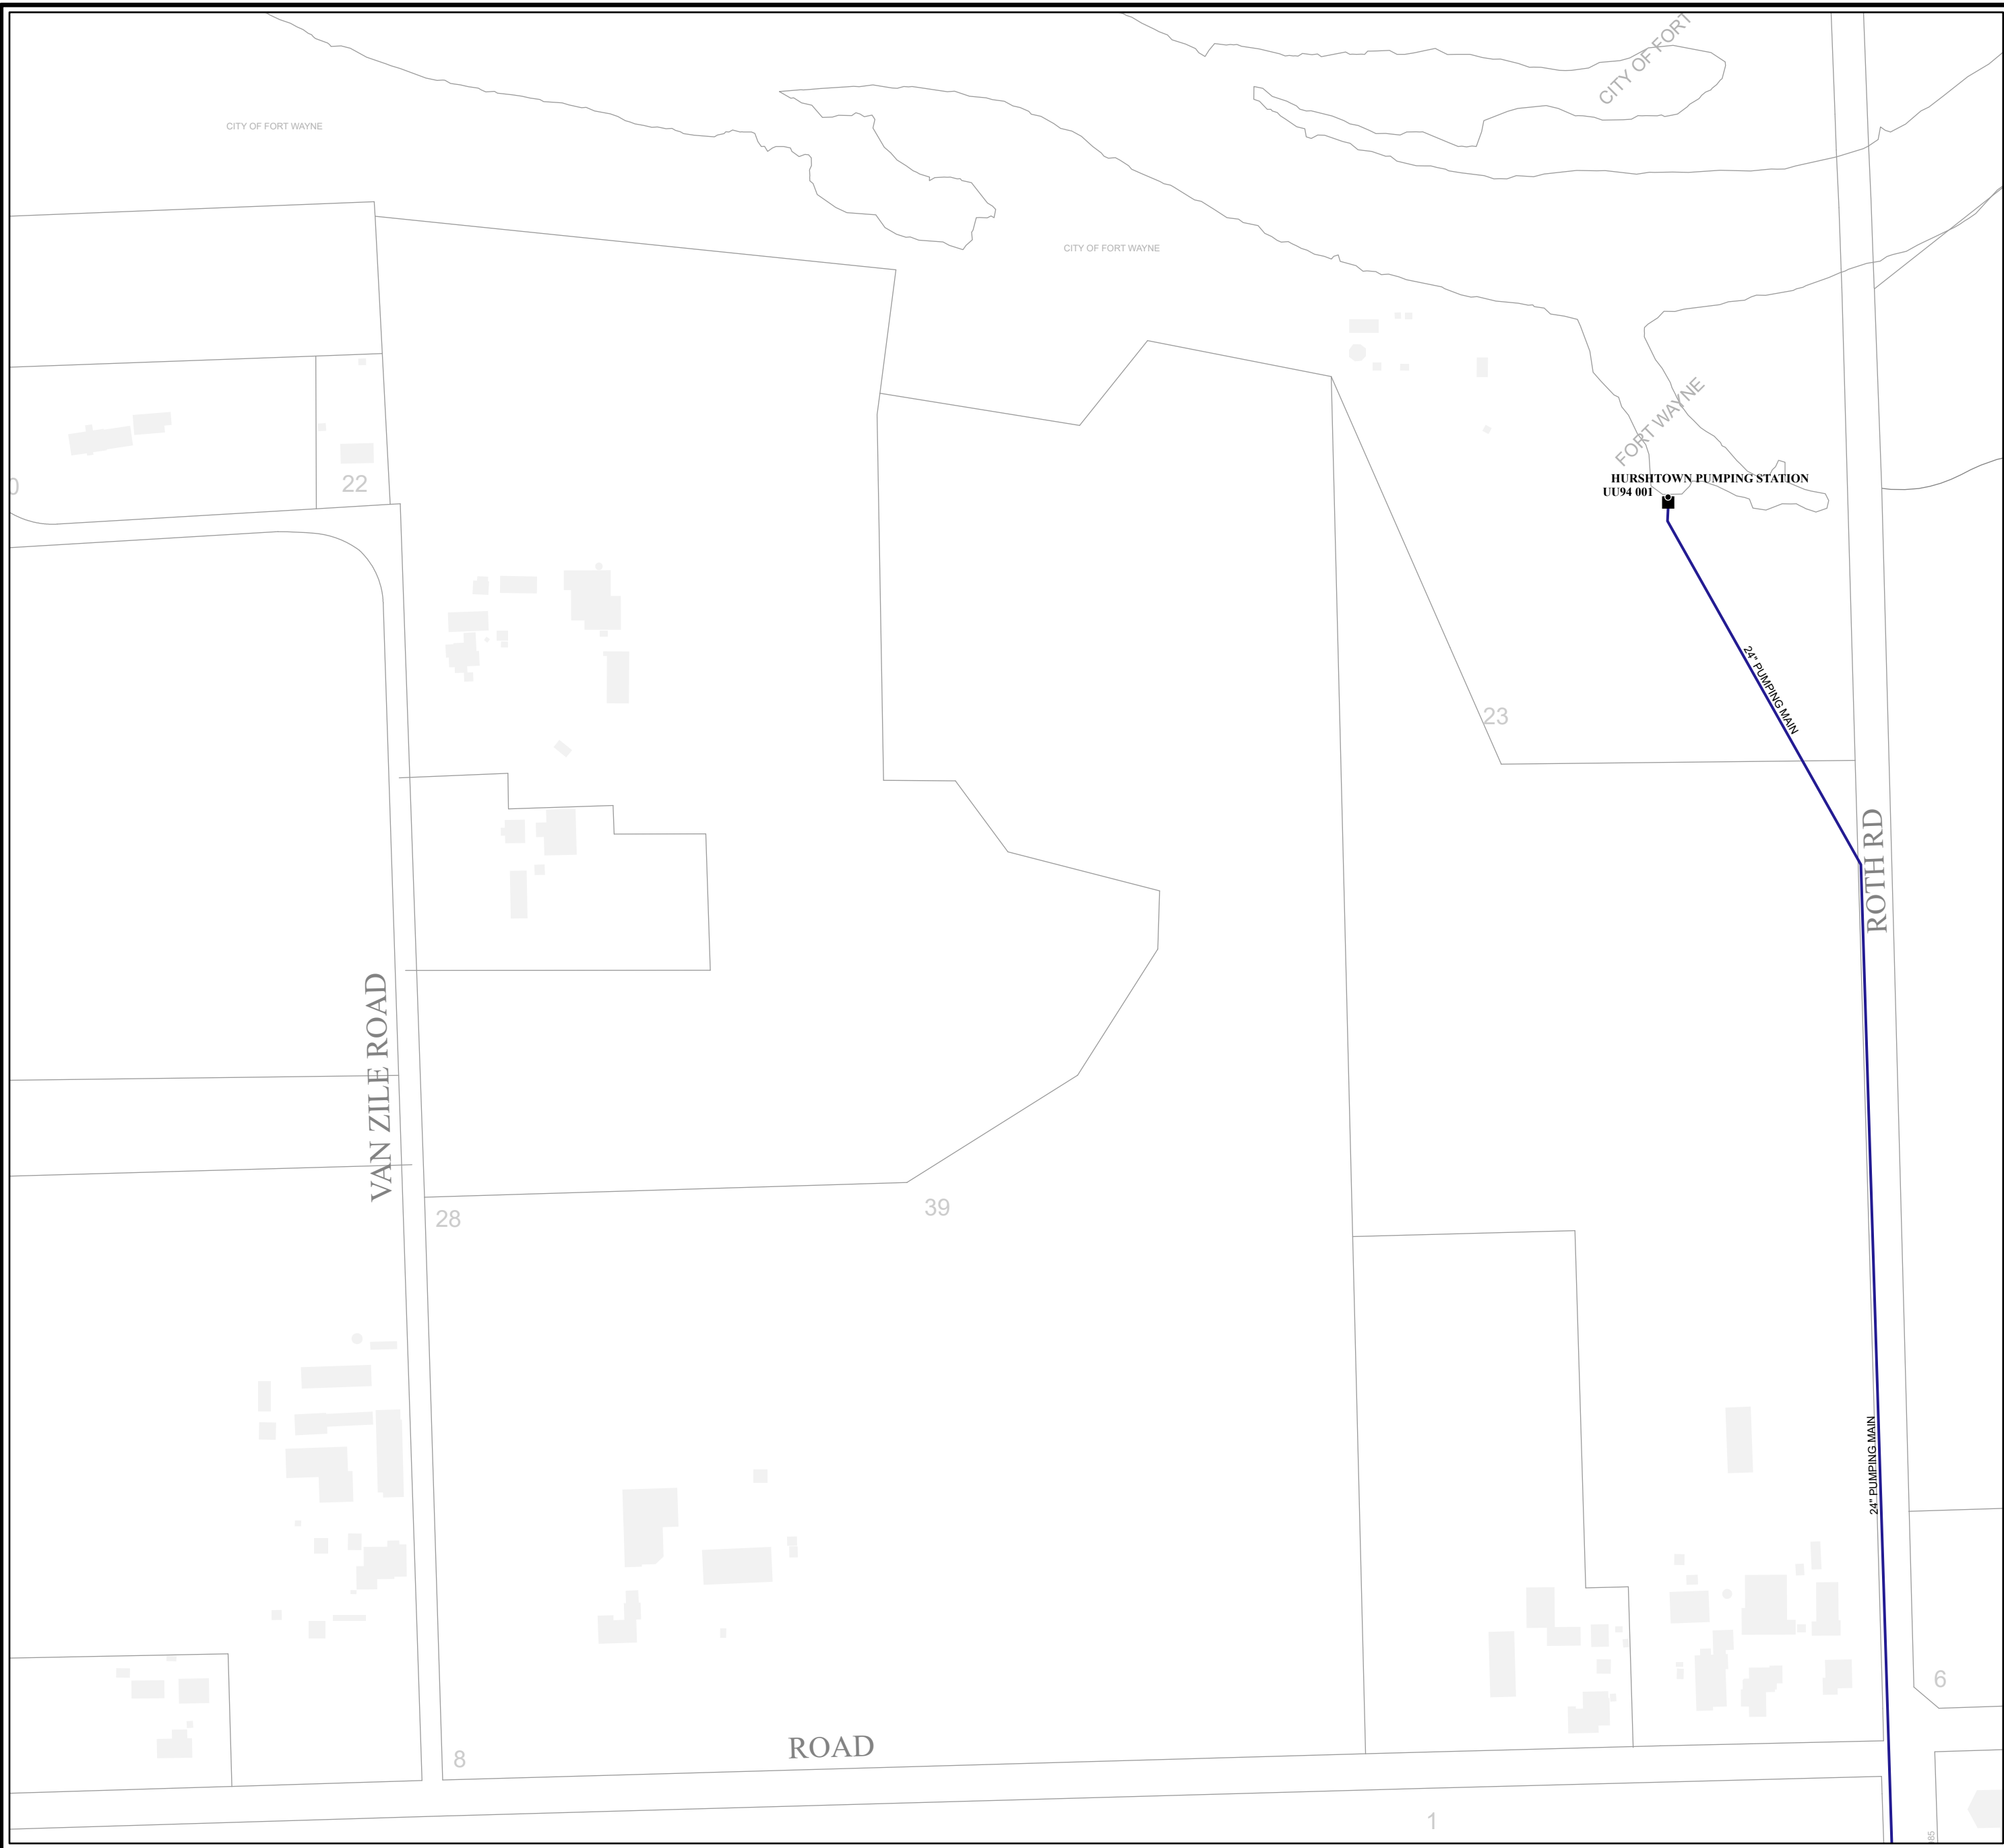 CITY OF FORT
CITY OF FORT WAYNE
CITY OF FORT WAYNE
FORT WAYNE
HURSHTOWN PUMPING STATION
UU94 001
22
24" PUMPING MAIN
23
ROTH RD
VAN ZILE ROAD
28
39
24" PUMPING MAIN
6
ROAD
8
1